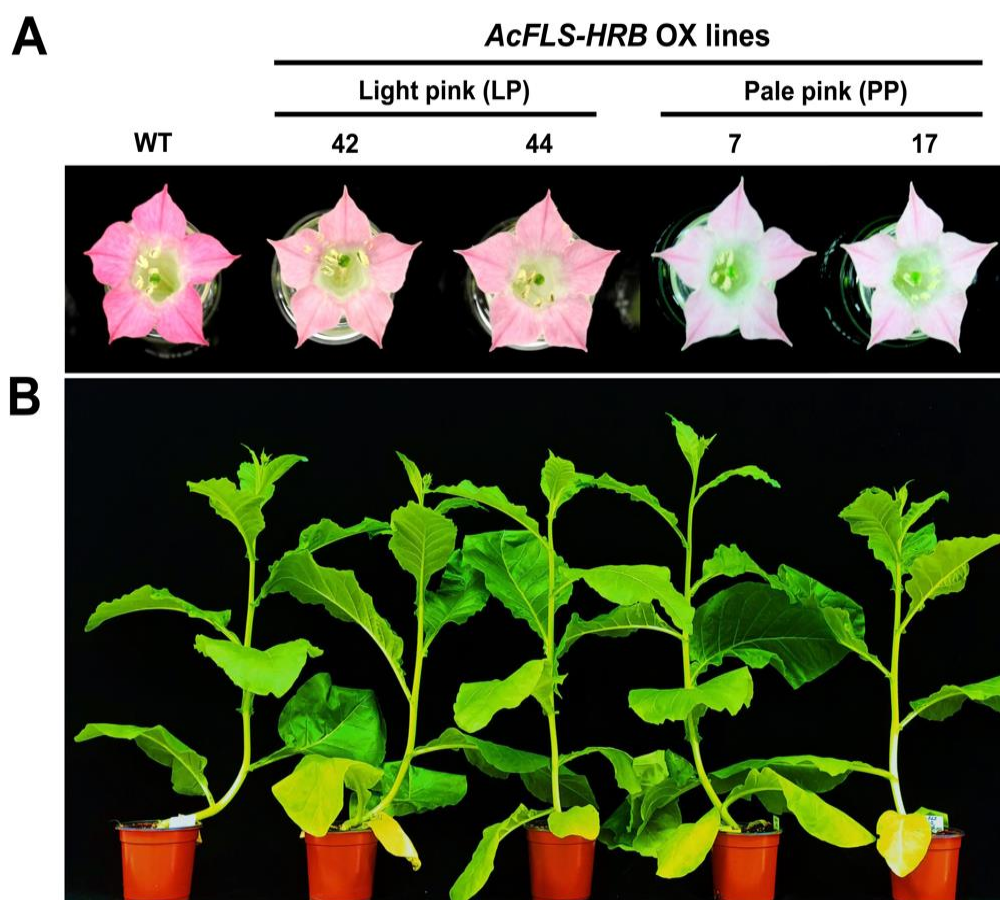 A
AcFLS-HRB OX lines
Light pink (LP)
Pale pink (PP)
WT
42
44
7
17
B